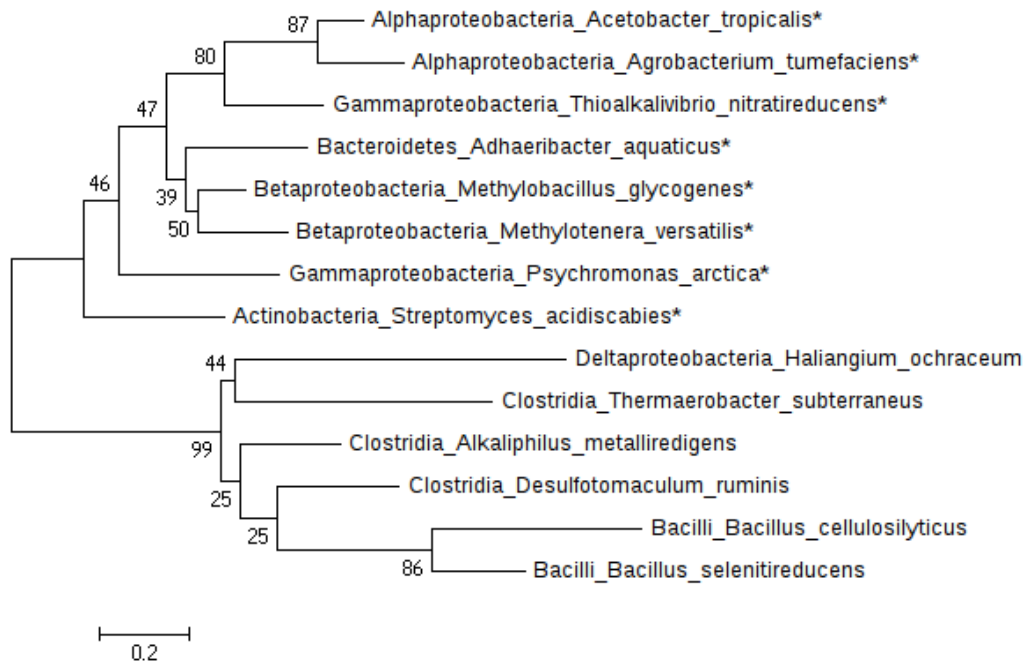 87
Alphaproteobacteria_Acetobacter_tropicalis*
80
Alphaproteobacteria_Agrobacterium_tumefaciens*
47
Gammaproteobacteria_Thioalkalivibrio_nitratireducens*
Bacteroidetes_Adhaeribacter_aquaticus*
46
39
Betaproteobacteria_Methylobacillus_glycogenes*
50
Betaproteobacteria_Methylotenera_versatilis*
Gammaproteobacteria_Psychromonas_arctica*
Actinobacteria_Streptomyces_acidiscabies*
44
Deltaproteobacteria_Haliangium_ochraceum
Clostridia_Thermaerobacter_subterraneus
99
Clostridia_Alkaliphilus_metalliredigens
25
Clostridia_Desulfotomaculum_ruminis
25
Bacilli_Bacillus_cellulosilyticus
86
Bacilli_Bacillus_selenitireducens
0.2